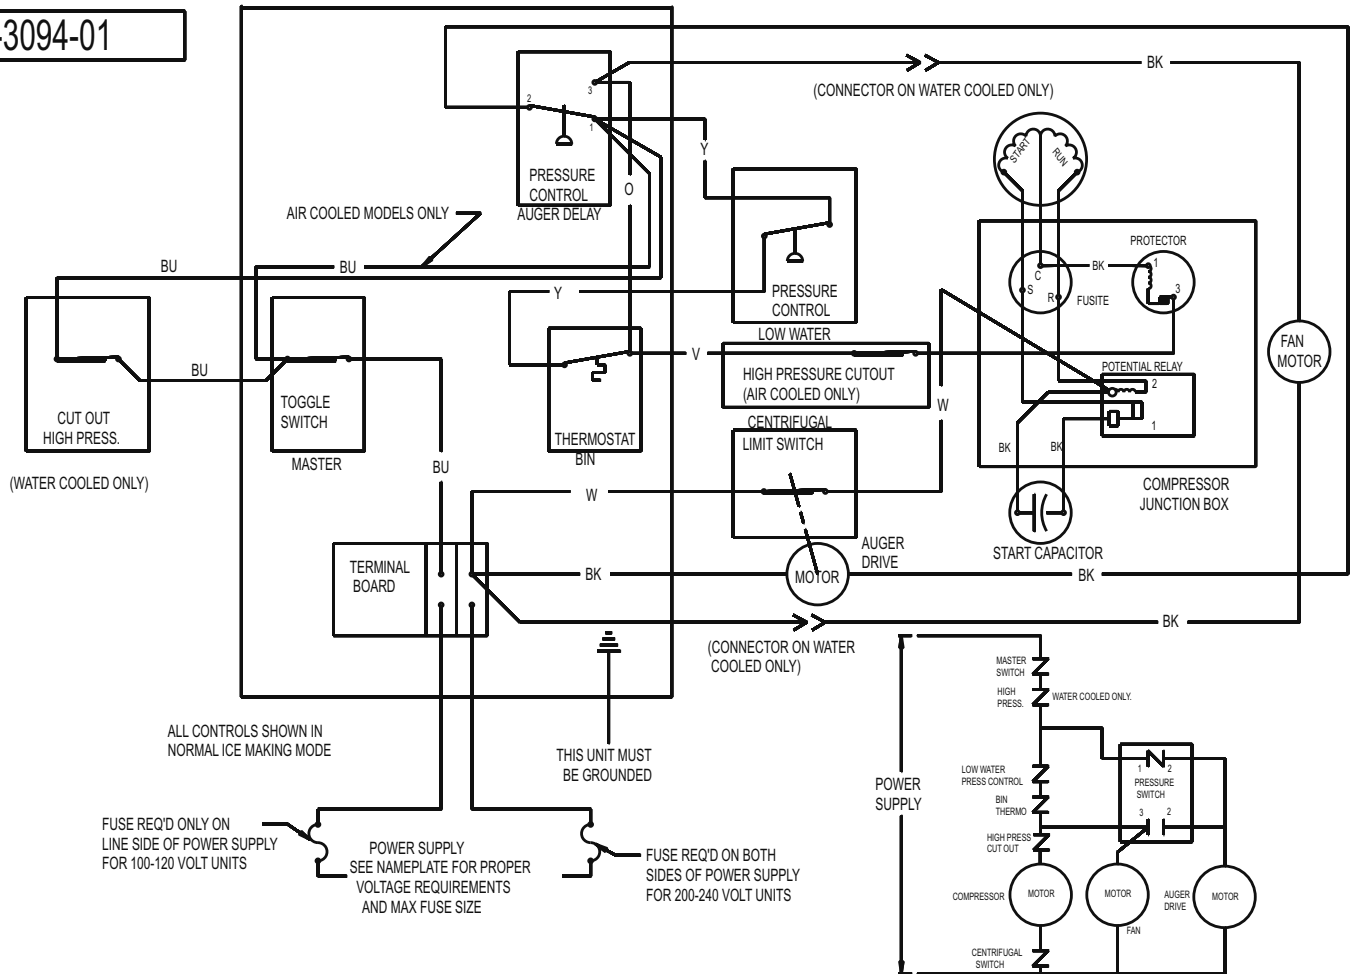 -3094-01
BK
(CONNECTOR ON WATER COOLED ONLY)
3
2
1
Y
START
RUN
PRESSURE
CONTROL
AUGER DELAY
O
AIR COOLED MODELS ONLY
BU
BU
PROTECTOR
BK
1
C
S
R
FUSITE
3
Y
PRESSURE
CONTROL
LOW WATER
FAN
MOTOR
V
HIGH PRESSURE CUTOUT
(AIR COOLED ONLY)
POTENTIAL RELAY
2
1
BU
CUT OUT
HIGH PRESS.
(WATER COOLED ONLY)
TOGGLE
SWITCH
MASTER
BU
THERMOSTAT
BIN
CENTRIFUGAL
LIMIT SWITCH
W
W
BK
BK
COMPRESSOR
JUNCTION BOX
START CAPACITOR
TERMINAL
BOARD
BK
MOTOR
AUGER
DRIVE
BK
BK
(CONNECTOR ON WATER
COOLED ONLY)
ALL CONTROLS SHOWN IN
NORMAL ICE MAKING MODE
THIS UNIT MUST
BE GROUNDED
FUSE REQ'D ONLY ON
LINE SIDE OF POWER SUPPLY
FOR 100-120 VOLT UNITS
POWER SUPPLY
SEE NAMEPLATE FOR PROPER
VOLTAGE REQUIREMENTS
AND MAX FUSE SIZE
FUSE REQ'D ON BOTH
SIDES OF POWER SUPPLY
FOR 200-240 VOLT UNITS
POWER
SUPPLY
MASTER
SWITCH
HIGH
PRESS.
WATER COOLED ONLY.
LOW WATER
PRESS CONTROL
BIN
THERMO
HIGH PRESS
CUT OUT
1
2
PRESSURE
SWITCH
3
2
COMPRESSOR
MOTOR
MOTOR
FAN
AUGER
DRIVE
MOTOR
CENTRIFUGAL
SWITCH